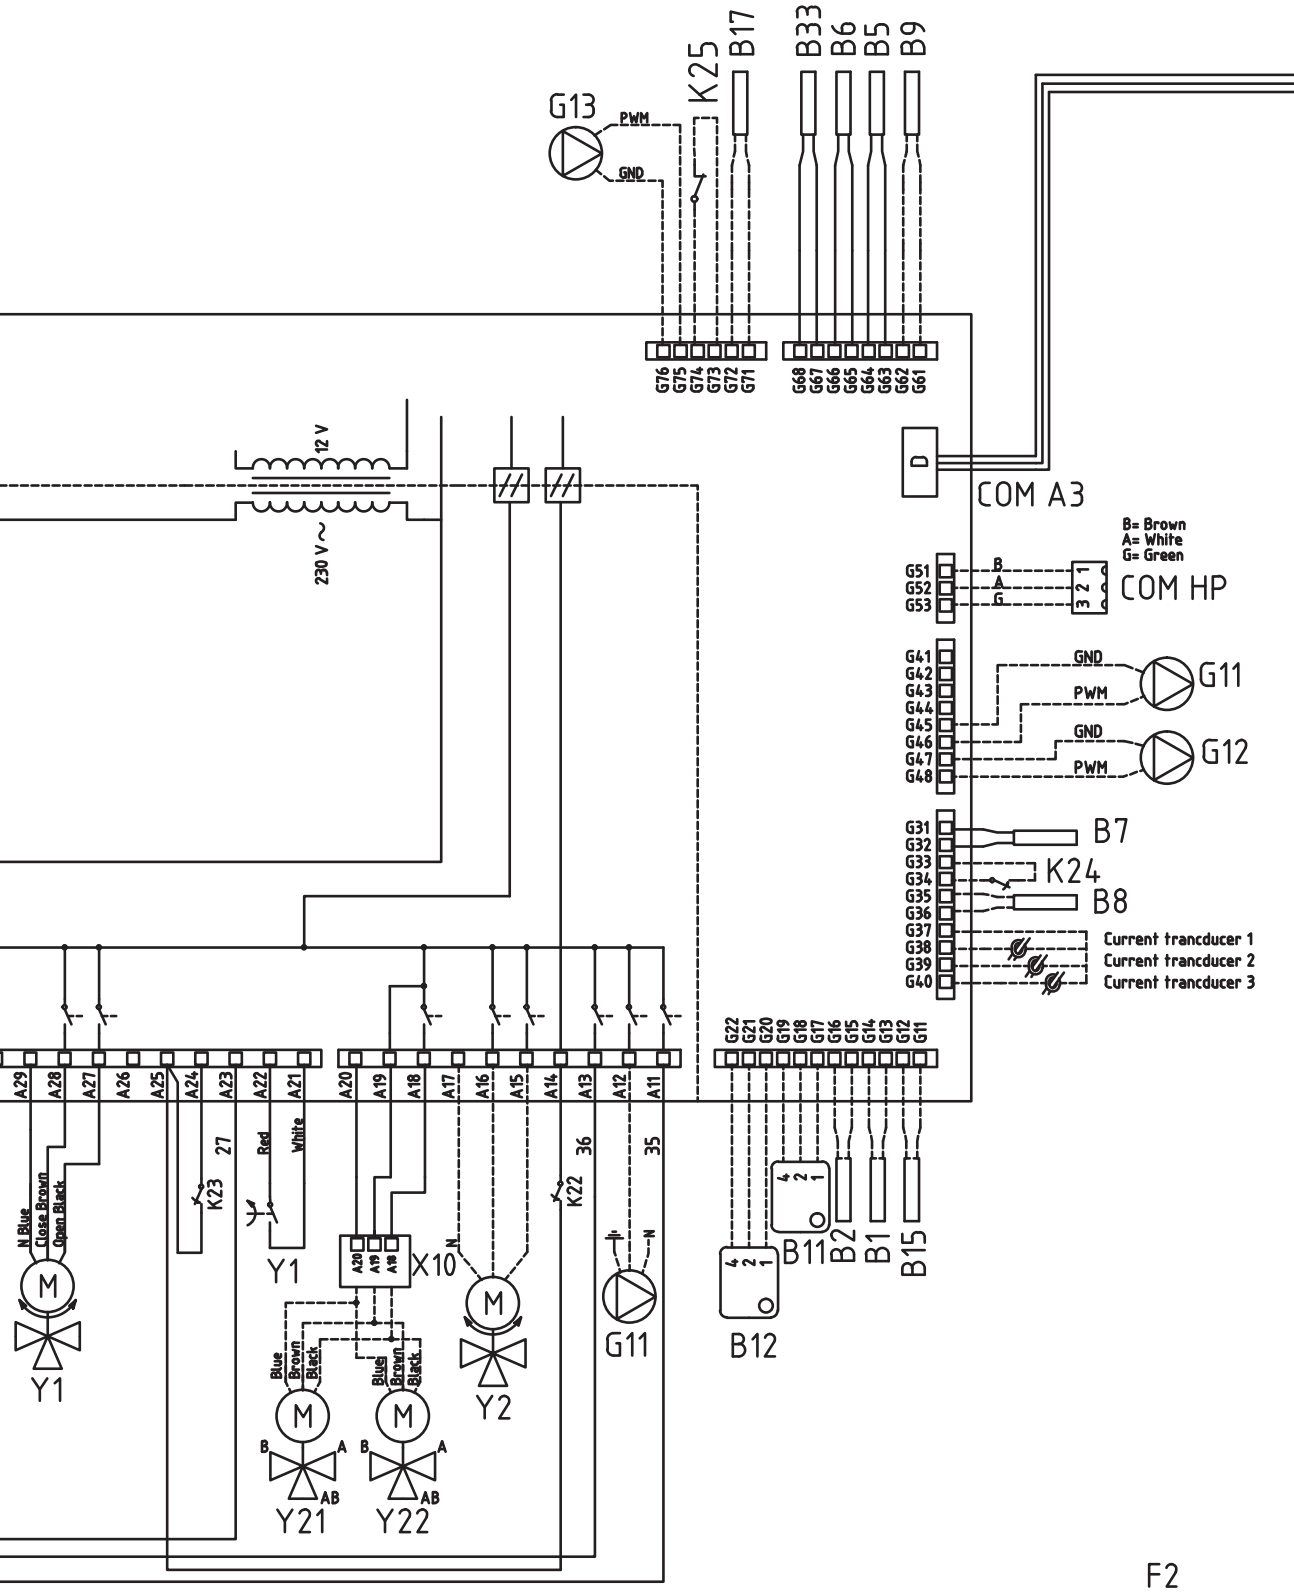 B17 B33 B6 B5 B9
K25
G13
PWM
GND
G76 G75 G74 G73 G72 G71 G68 G67 G66 G65 G64 G63 G62 G61
12 V
230 V ~
D
COM A3
B= Brown
A= White
G= Green
G51 B 1
G52 A 2
G53 G 3
COM HP
G41
G42
G43
G44
G45
G46
G47
G48
GND
PWM
G11
GND
PWM
G12
G31
G32
G33
G34
G35
G36
G37
G38
G39
G40
B7
K24
B8
Current trancducer 1
Current trancducer 2
Current trancducer 3
G22 G21 G20 G19 G18 G17 G16 G15 G14 G13 G12 G11
A29 A28 A27 A26 A25 A24 A23 A22 A21 A20 A19 A18 A17 A16 A15 A14 A13 A12 A11
27 Red White 36 35
N Blue Close Brown Open Black
K23
K22
4 2 1
B11 B2 B1 B15
4 2 1
B12
Y1
A20 A19 A18
X10
N
N
M
Y1
M
Y2
G11
Blue Brown Black
Blue Brown Black
M
M
B A
B A
AB
AB
Y21
Y22
F2